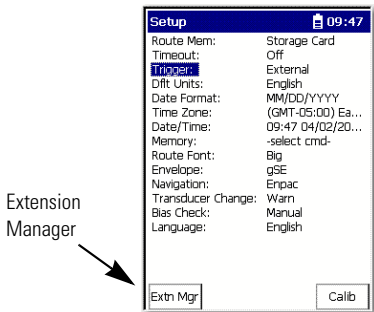 Setup 09:47
Route Mem: Storage Card
Timeout: Off
Trigger: External
Dflt Units: English
Date Format: MM/DD/YYYY
Time Zone: (GMT-05:00) Ea...
Date/Time: 09:47 04/02/20...
Memory: -select cmd-
Route Font: Big
Envelope: gSE
Navigation: Enpac
Transducer Change: Warn
Bias Check: Manual
Language: English
Extension
Manager
Extn Mgr Calib